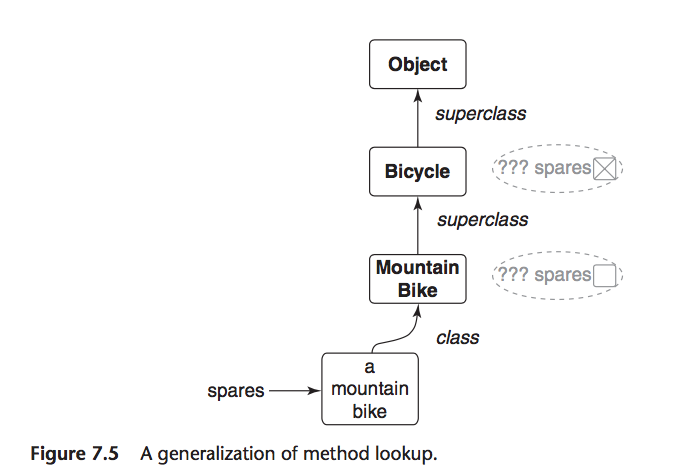 Object
superclass
Bicycle
??? spares
superclass
Mountain
Bike
??? spares
class
a
mountain
bike
spares
Figure 7.5 A generalization of method lookup.